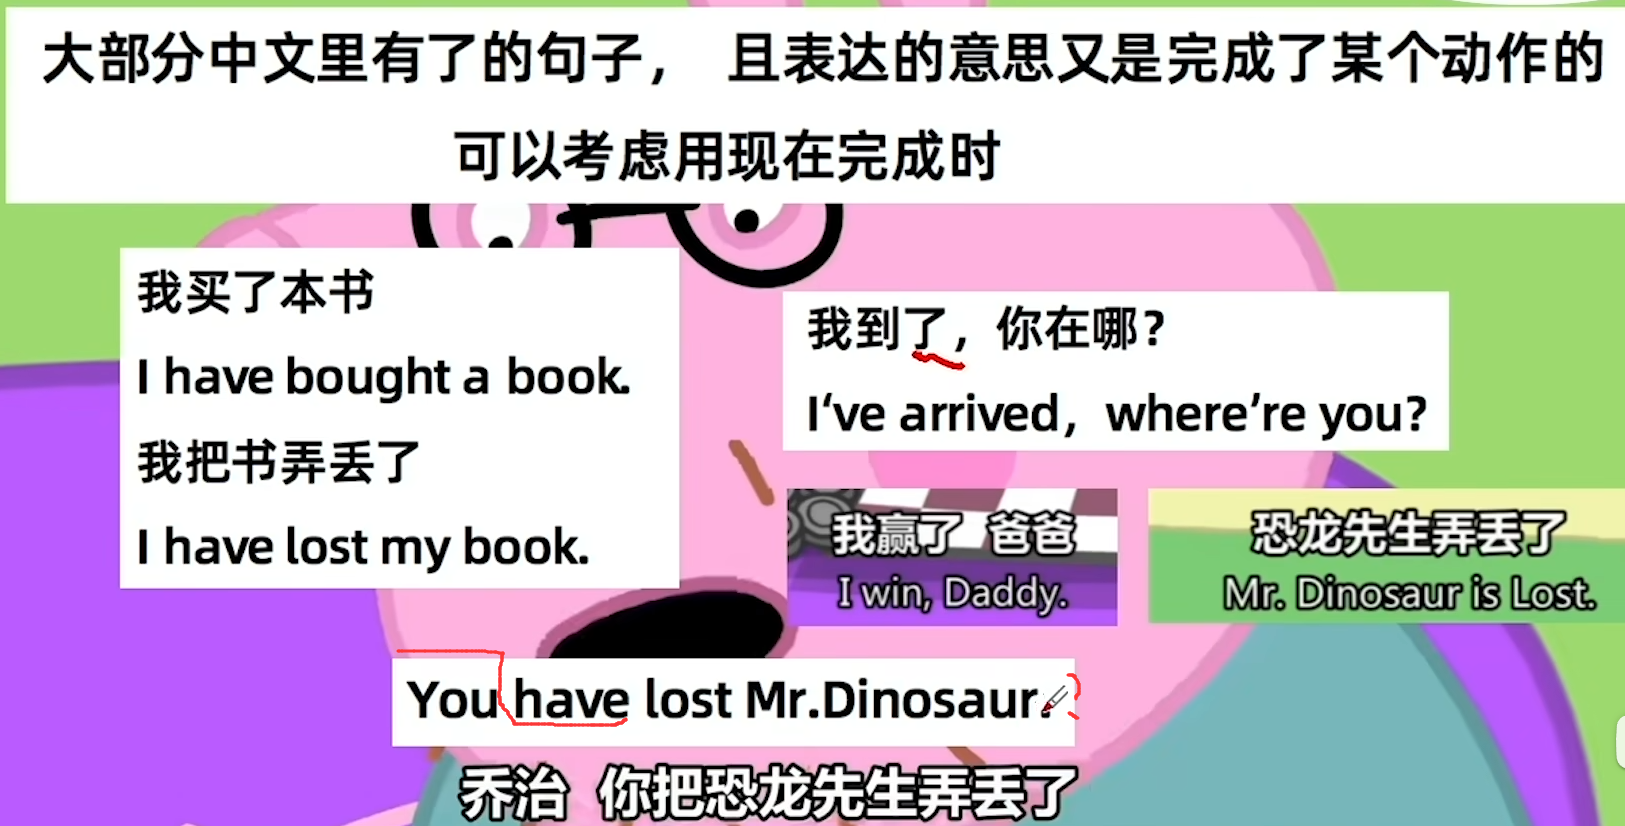 大部分中文里有了的句子， 且表达的意思又是完成了某个动作的
可以考虑用现在完成时
我买了本书
I have bought a book.
我把书弄丢了
I have lost my book.
我到了，你在哪？
I‘ve arrived，where’re you?
我赢了 爸爸
I win, Daddy.
恐龙先生弄丢了
Mr. Dinosaur is Lost.
You have lost Mr.Dinosaur.?
乔治 你把恐龙先生弄丢了